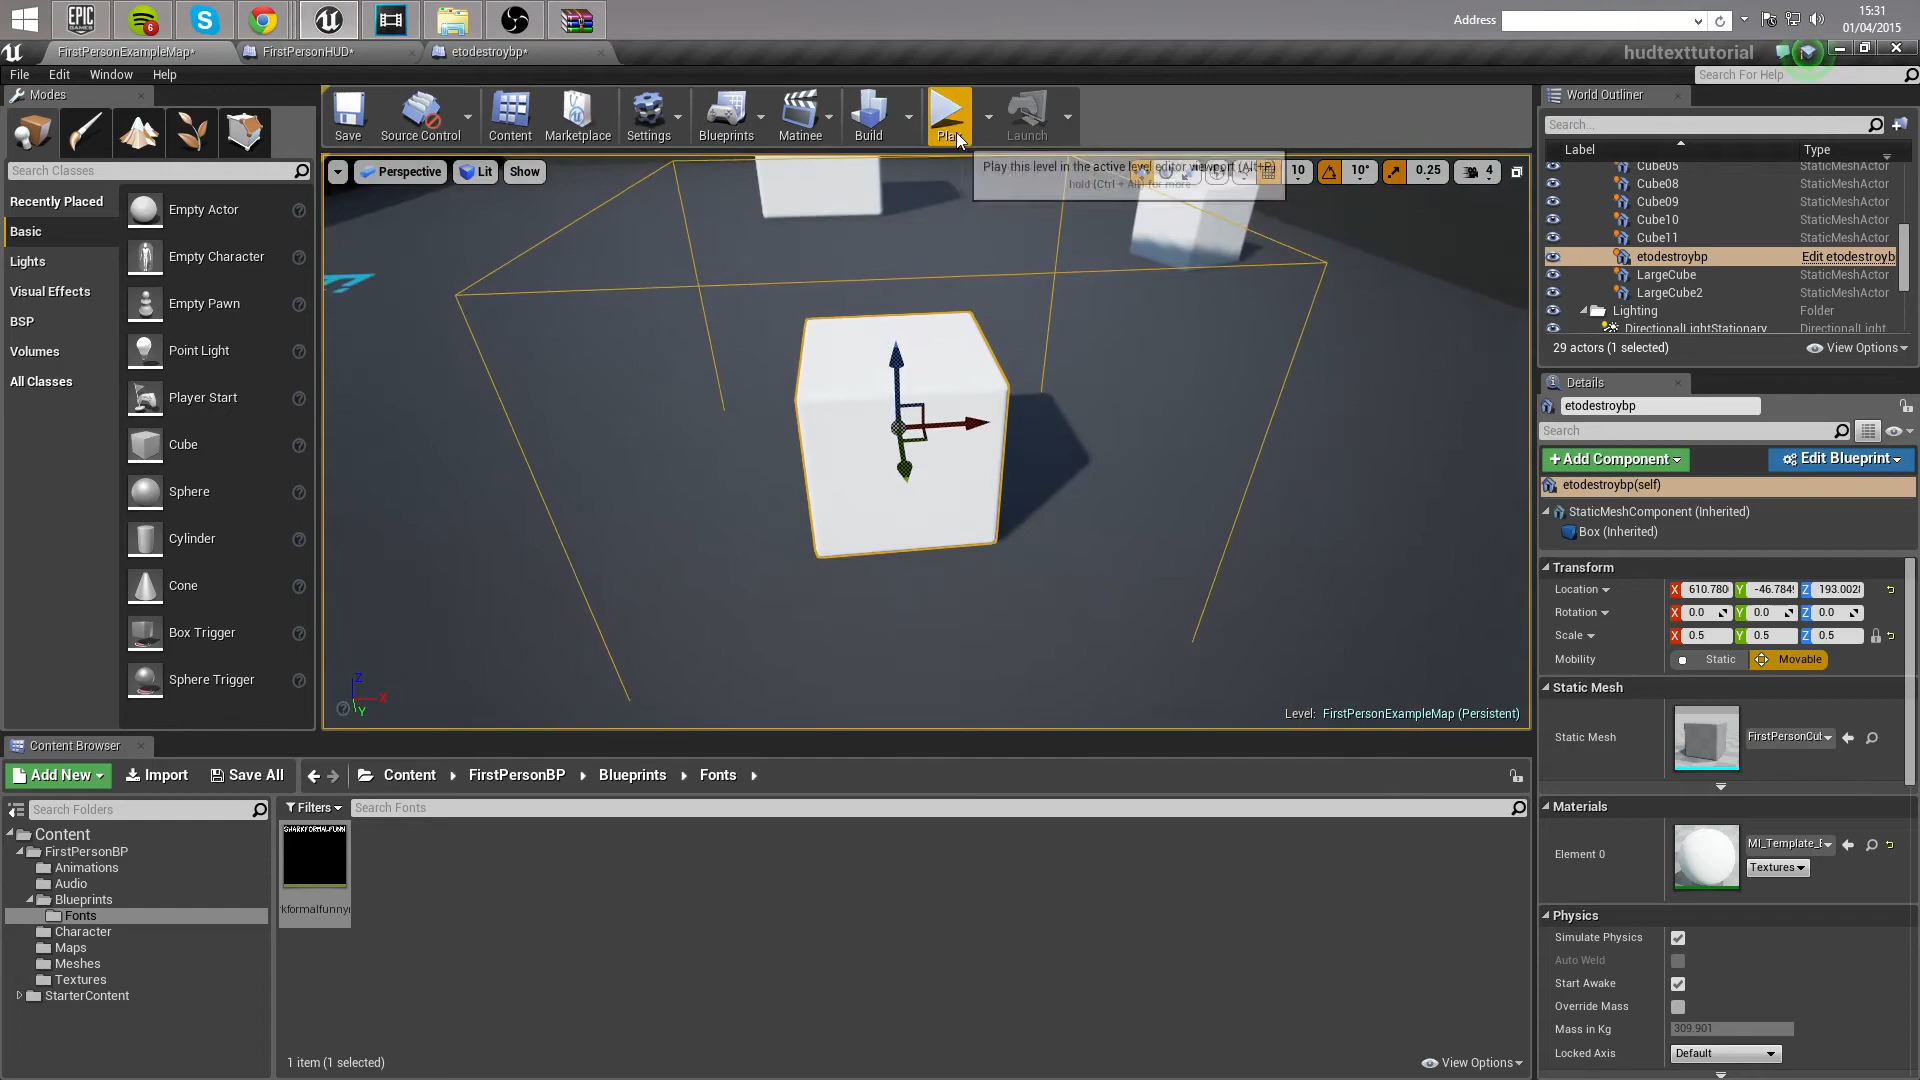 EPIC GAMES
6
Address
15:31
01/04/2015
FirstPersonExampleMap*
FirstPersonHUD*
etodestroybp*
hudtexttutorial
File Edit Window Help
Search For Help
Modes
World Outliner
Save
Source Control
Content
Marketplace
Settings
Blueprints
Matinee
Build
Play
Launch
Search...
Label Type
Search Classes
Perspective
Lit
Show
Play this level in the active level editor viewport (Alt+P)
hold (Ctrl + Alt) for more
10
10°
0.25
4
Recently Placed
Basic
Lights
Visual Effects
BSP
Volumes
All Classes
Empty Actor
Empty Character
Empty Pawn
Point Light
Player Start
Cube
Sphere
Cylinder
Cone
Box Trigger
Sphere Trigger
Z
X
Y
Level: FirstPersonExampleMap (Persistent)
Cube05 StaticMeshActor
Cube08 StaticMeshActor
Cube09 StaticMeshActor
Cube10 StaticMeshActor
Cube11 StaticMeshActor
etodestroybp Edit etodestroyb
LargeCube StaticMeshActor
LargeCube2 StaticMeshActor
Lighting Folder
DirectionalLightStationary DirectionalLight
29 actors (1 selected)
View Options
Details
etodestroybp
Search
+Add Component
Edit Blueprint
etodestroybp(self)
StaticMeshComponent (Inherited)
Box (Inherited)
Transform
Location X 610.780 Y -46.784 Z 193.002
Rotation X 0.0 Y 0.0 Z 0.0
Scale X 0.5 Y 0.5 Z 0.5
Mobility Static Movable
Static Mesh
Static Mesh FirstPersonCub
Materials
Element 0 MI_Template_B
Textures
Physics
Simulate Physics
Auto Weld
Start Awake
Override Mass
Mass in Kg 309.901
Locked Axis Default
Content Browser
Add New
Import
Save All
Content FirstPersonBP Blueprints Fonts
Search Folders
Filters
Search Fonts
Content
FirstPersonBP
Animations
Audio
Blueprints
Fonts
Character
Maps
Meshes
Textures
StarterContent
SHARKFORMALFUNN
kformalfunny
1 item (1 selected)
View Options